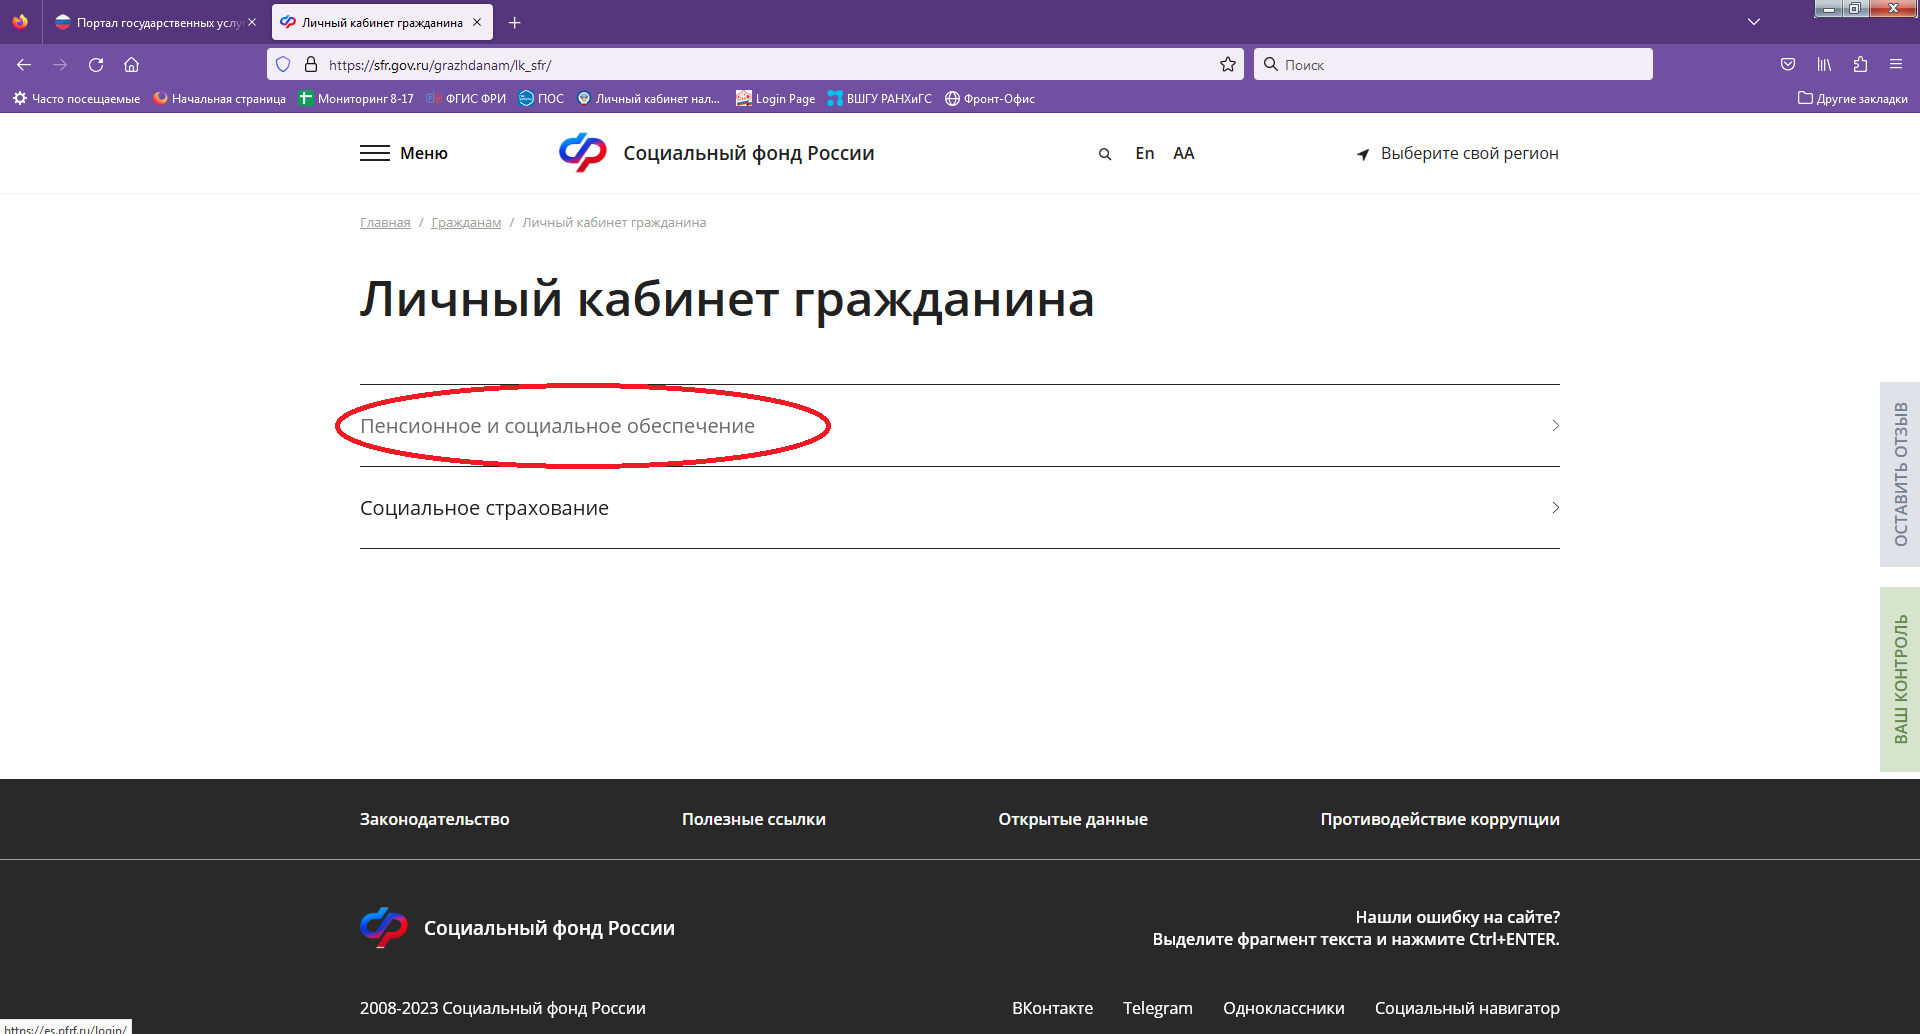 Портал государственных услу
Личный кабинет гражданина
https://sfr.gov.ru/grazhdanam/lk_sfr/
Поиск
Часто посещаемые
Начальная страница
Мониторинг 8-17
ФГИС ФРИ
ПОС
Личный кабинет нал...
Login Page
ВШГУ РАНХиГС
Фронт-Офис
Другие закладки
Меню
Социальный фонд России
En
AA
Выберите свой регион
Главная / Гражданам / Личный кабинет гражданина
Личный кабинет гражданина
Пенсионное и социальное обеспечение
Социальное страхование
ОСТАВИТЬ ОТЗЫВ
ВАШ КОНТРОЛЬ
Законодательство
Полезные ссылки
Открытые данные
Противодействие коррупции
Социальный фонд России
Нашли ошибку на сайте?
Выделите фрагмент текста и нажмите Ctrl+ENTER.
2008-2023 Социальный фонд России
ВКонтакте
Telegram
Одноклассники
Социальный навигатор
https://es.pfrf.ru/login/